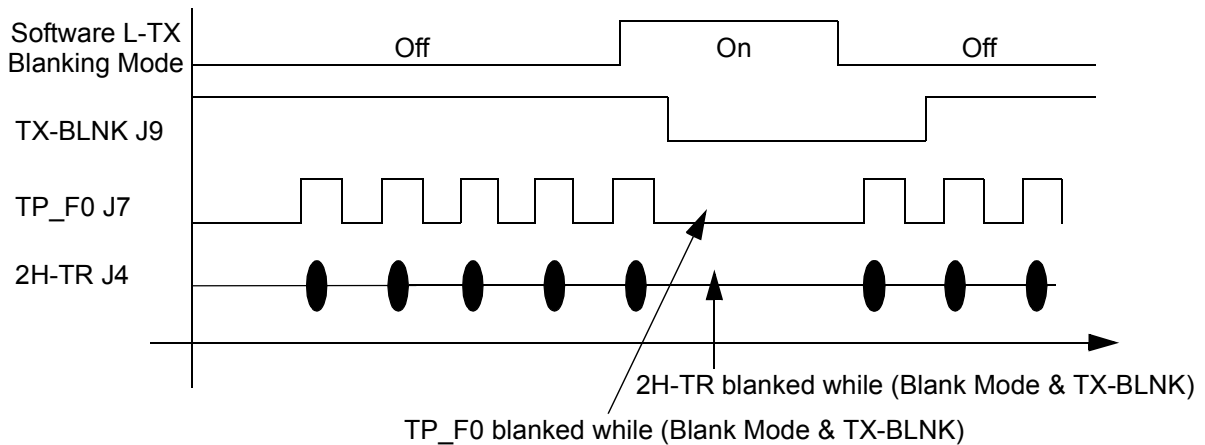 Software L-TX
Blanking Mode
Off
On
Off
TX-BLNK J9
TP_F0 J7
2H-TR J4
2H-TR blanked while (Blank Mode & TX-BLNK)
TP_F0 blanked while (Blank Mode & TX-BLNK)